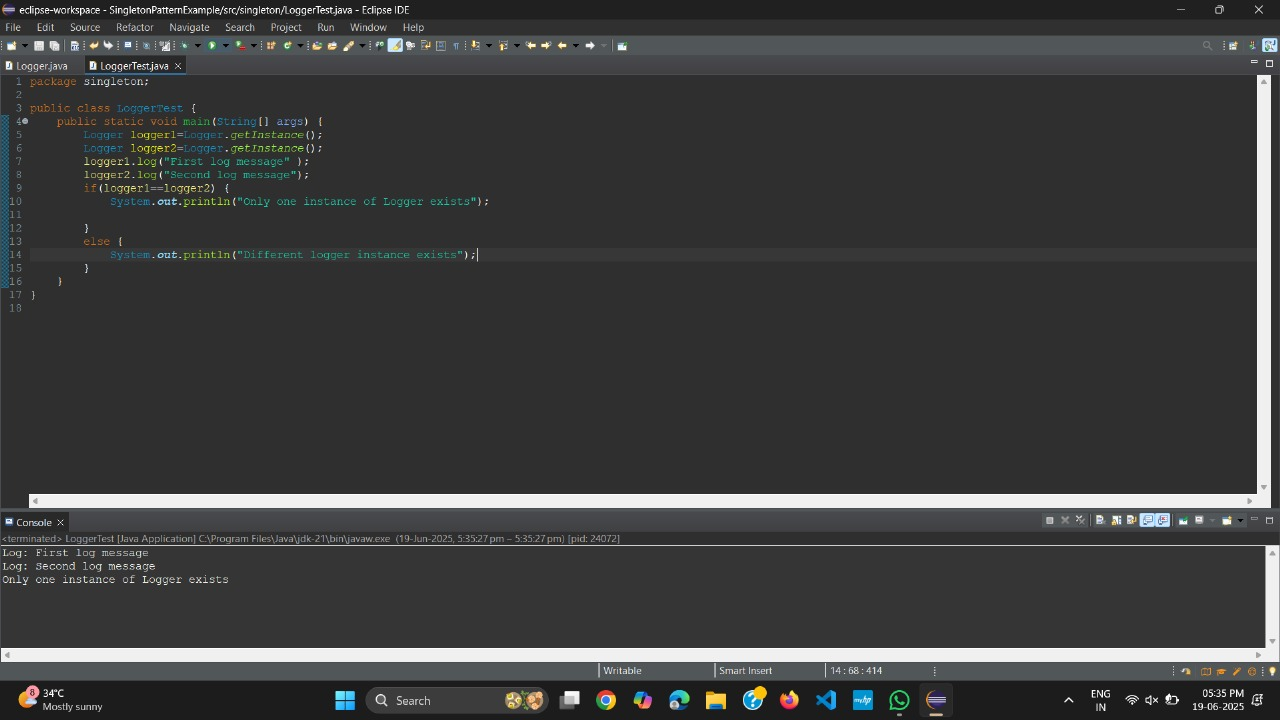 eclipse-workspace - SingletonPatternExample/src/singleton/LoggerTest.java - Eclipse IDE
File Edit Source Refactor Navigate Search Project Run Window Help
Logger.java LoggerTest.java
1 package singleton;
2
3 public class LoggerTest {
4 public static void main(String[] args) {
5 Logger logger1=Logger.getInstance();
6 Logger logger2=Logger.getInstance();
7 logger1.log("First log message" );
8 logger2.log("Second log message");
9 if(logger1==logger2) {
10 System.out.println("Only one instance of Logger exists");
11
12 }
13 else {
14 System.out.println("Different logger instance exists");
15 }
16 }
17 }
18
Console
<terminated> LoggerTest [Java Application] C:\Program Files\Java\jdk-21\bin\javaw.exe (19-Jun-2025, 5:35:27 pm – 5:35:27 pm) [pid: 24072]
Log: First log message
Log: Second log message
Only one instance of Logger exists
Writable Smart Insert 14 : 68 : 414
8 34°C
Mostly sunny
Search
myhp
ENG
IN
05:35 PM
19-06-2025